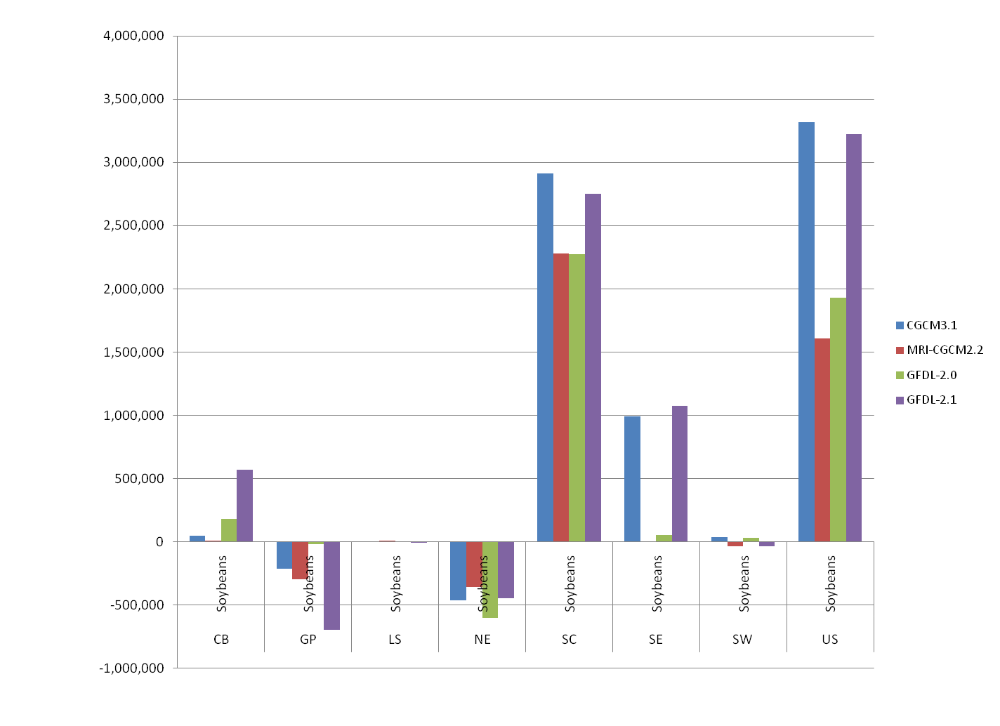 4,000,000
3,500,000
3,000,000
2,500,000
2,000,000
1,500,000
1,000,000
500,000
0
-500,000
-1,000,000
Soybeans
Soybeans
Soybeans
Soybeans
Soybeans
Soybeans
Soybeans
Soybeans
CB
GP
LS
NE
SC
SE
SW
US
CGCM3.1
MRI-CGCM2.2
GFDL-2.0
GFDL-2.1